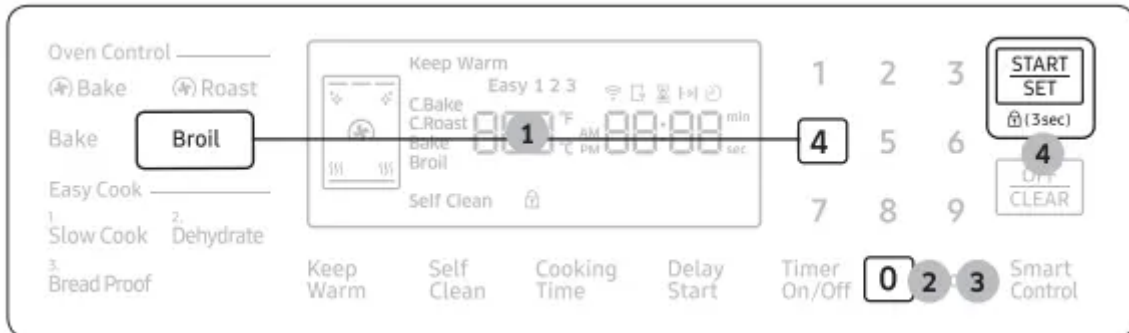 Oven Control
Bake Roast
Bake Broil
Easy Cook
1. 2.
Slow Cook Dehydrate
3.
Bread Proof
Keep Warm
Easy 1 2 3
C.Bake
C.Roast
Bake
Broil
°F
°C
AM
PM
88:88
min
sec
Self Clean
1
Keep Warm
Self Clean
Cooking Time
Delay Start
1 2 3
4 5 6
7 8 9
Timer On/Off
0
2 3
START
SET
(3sec)
4
OFF
CLEAR
Smart Control